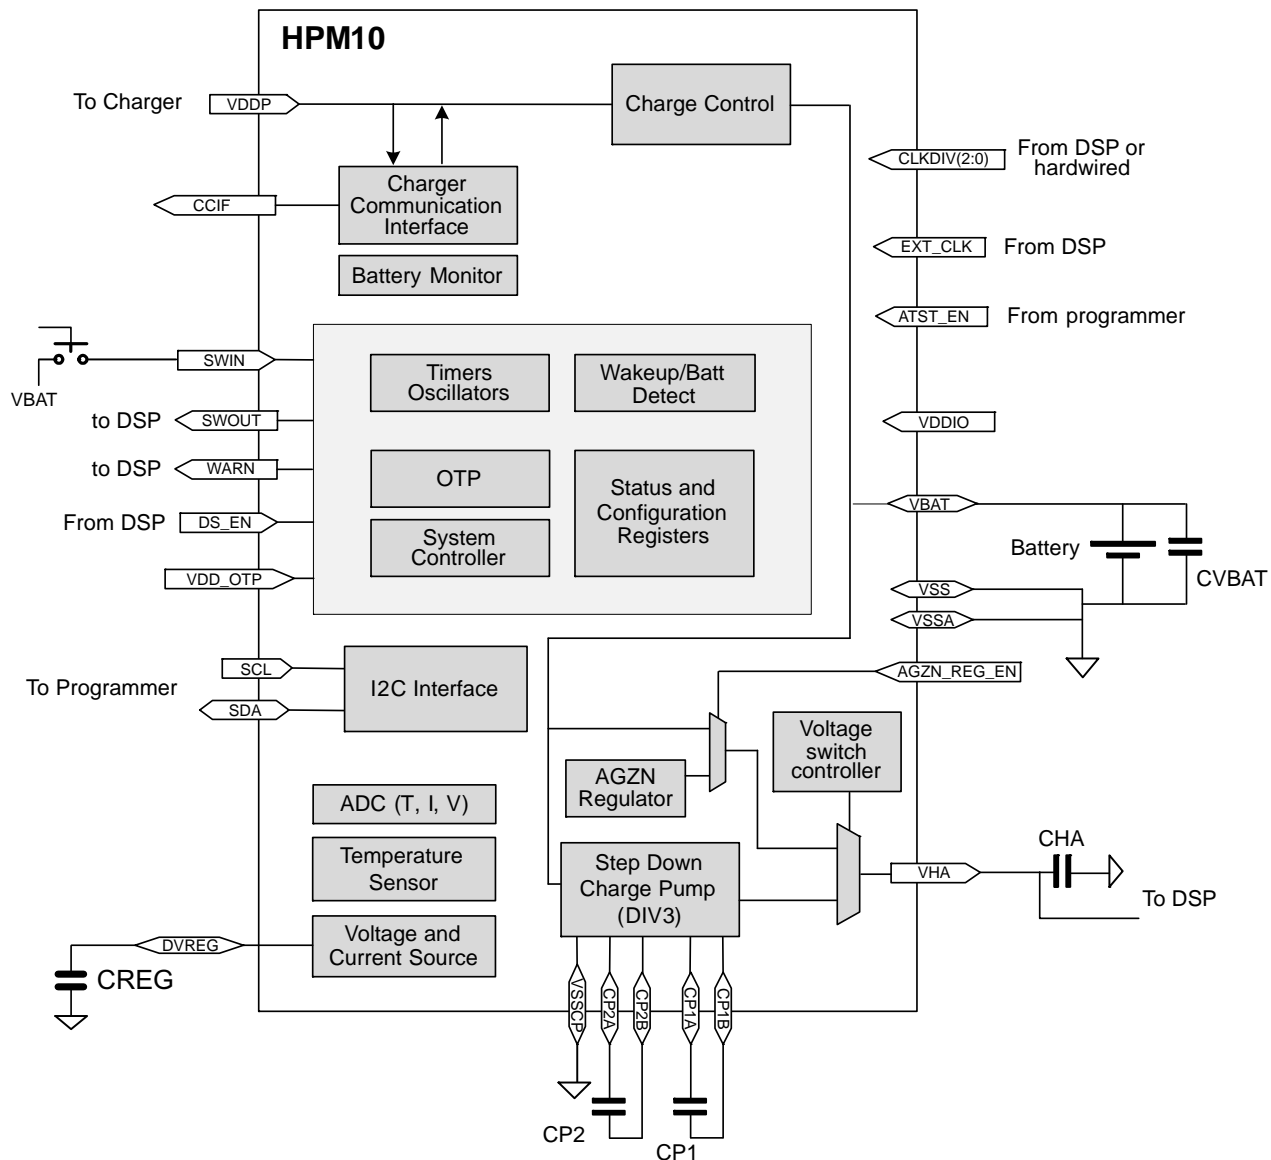 HPM10
To Charger
VDDP
Charge Control
CLKDIV(2:0)
From DSP or
hardwired
Charger
Communication
Interface
CCIF
EXT_CLK
From DSP
Battery Monitor
ATST_EN
From programmer
SWIN
VBAT
Timers
Oscillators
Wakeup/Batt
Detect
to DSP
SWOUT
VDDIO
to DSP
WARN
OTP
Status and
Configuration
Registers
VBAT
From DSP
DS_EN
System
Controller
Battery
CVBAT
VDD_OTP
VSS
VSSA
SCL
To Programmer
I2C Interface
SDA
AGZN_REG_EN
Voltage
switch
controller
AGZN
Regulator
ADC (T, I, V)
Temperature
Sensor
Step Down
Charge Pump
(DIV3)
CHA
VHA
To DSP
Voltage and
Current Source
DVREG
CREG
VSSCP
CP2A
CP2B
CP1A
CP1B
CP2
CP1